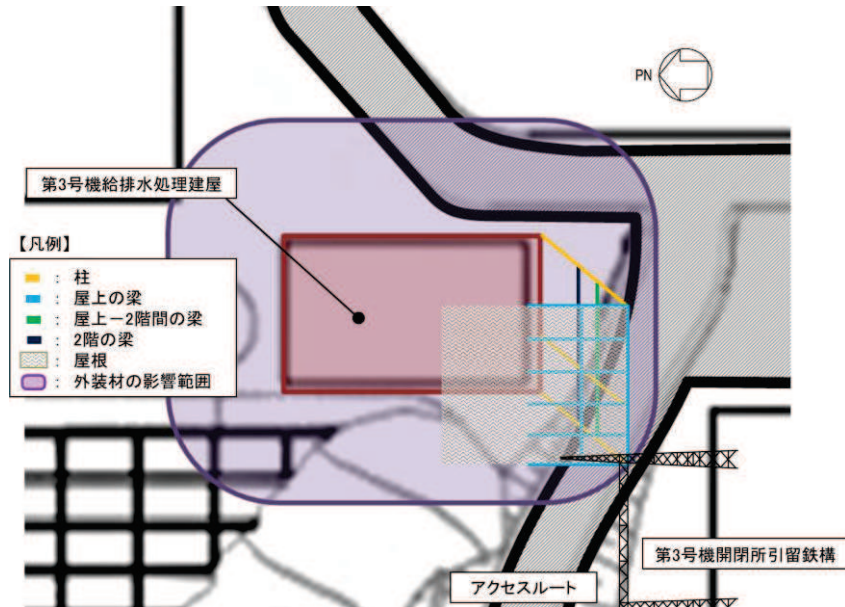 PN
第3号機給排水処理建屋
【凡例】
: 柱
: 屋上の梁
: 屋上－2階間の梁
: 2階の梁
: 屋根
: 外装材の影響範囲
第3号機開閉所引留鉄構
アクセスルート